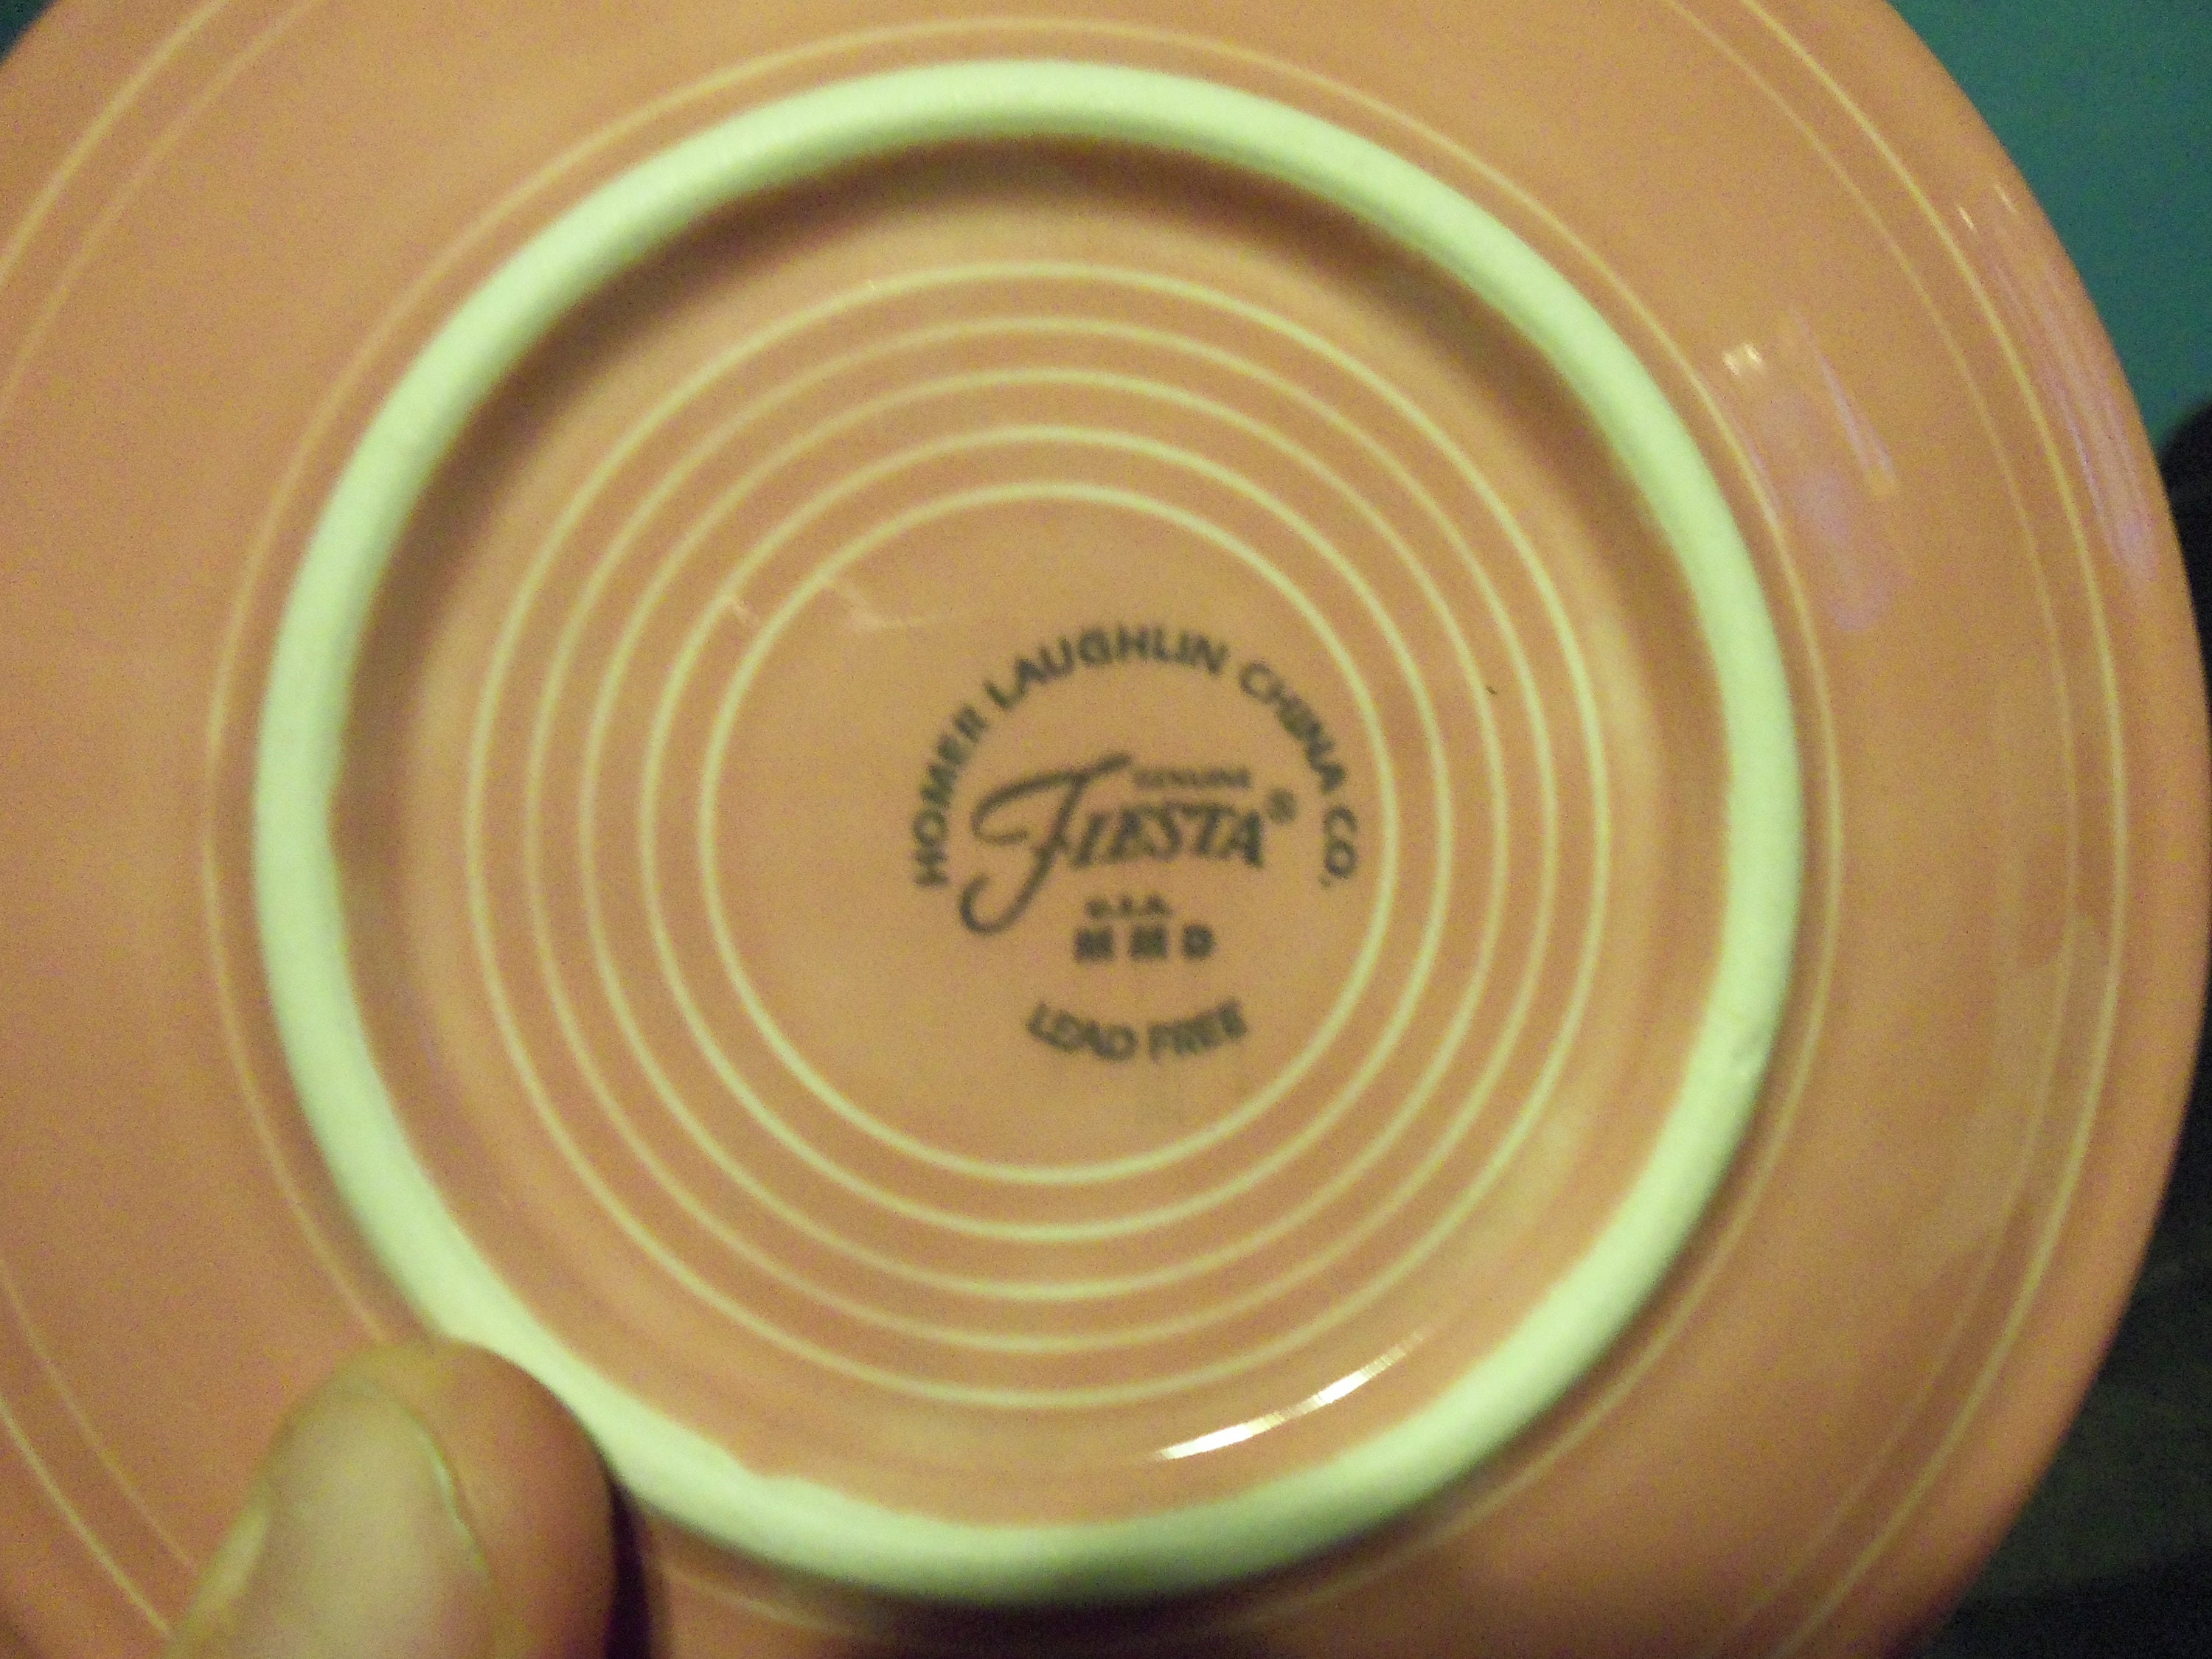 HOMER LAUGHLIN CHINA CO.
GENUINE
FIESTA®
U.S.A.
M M D
LEAD FREE